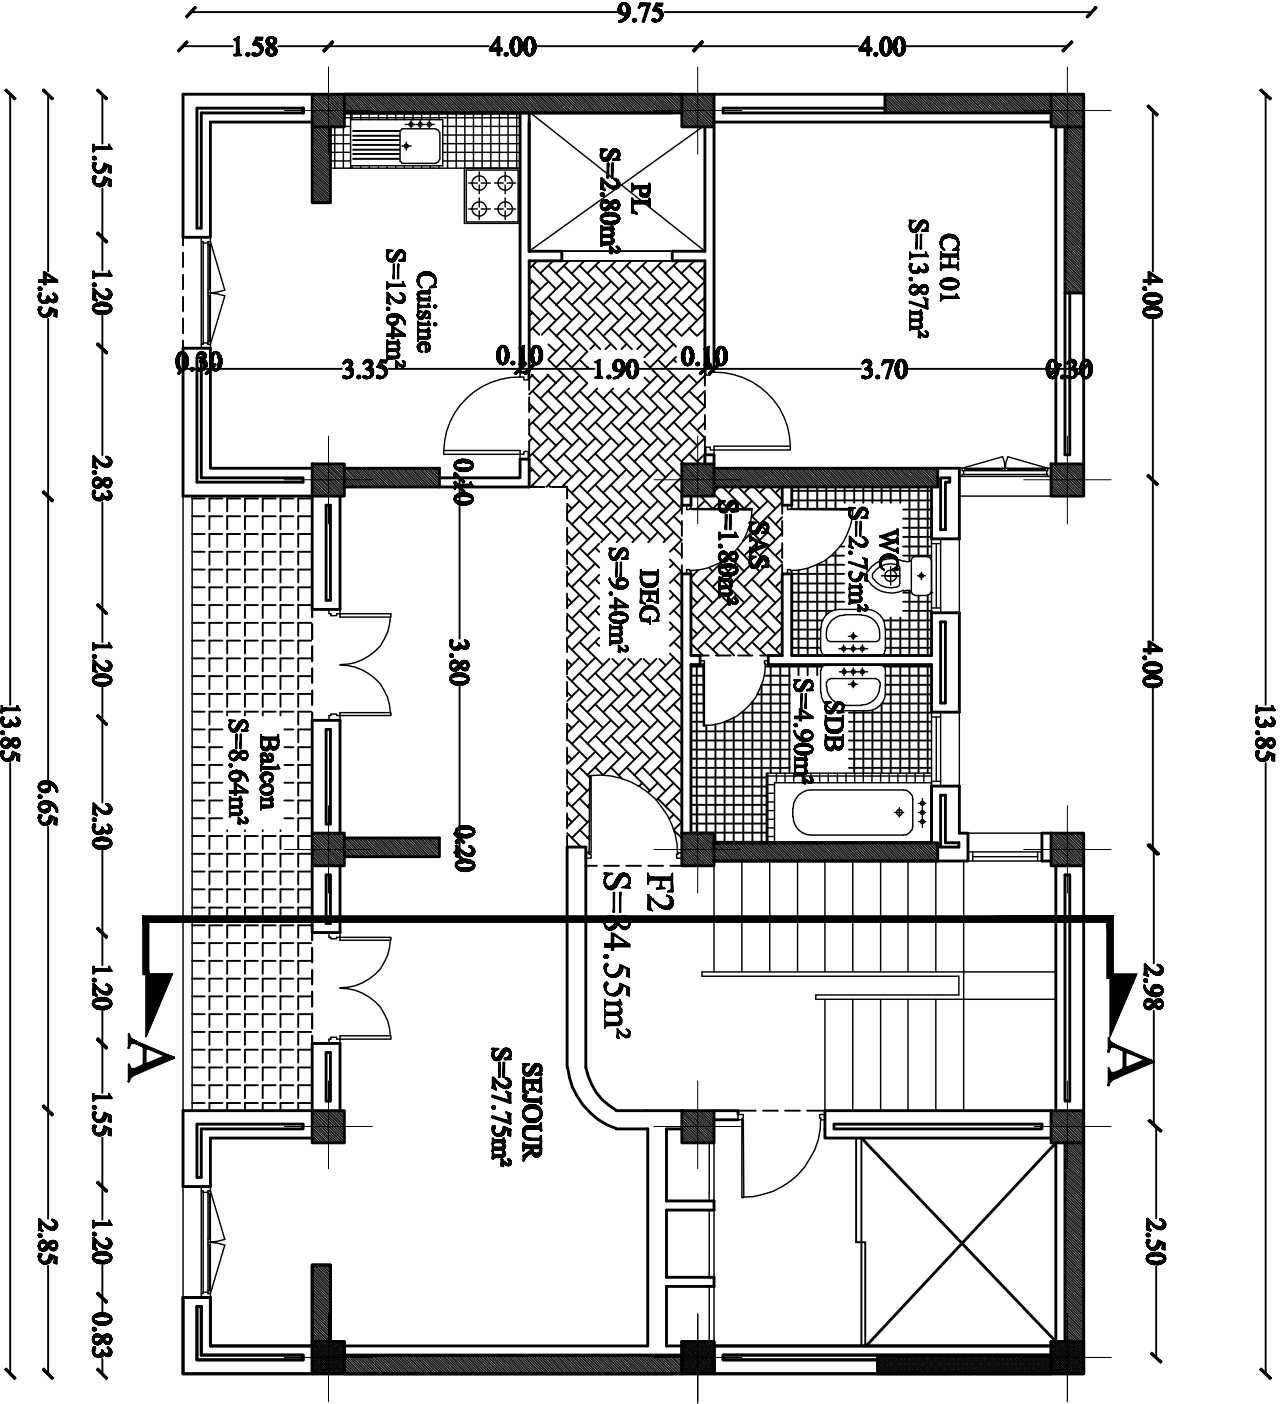 9.75
1.58
4.00
4.00
PL
S=2.80m²
CH 01
S=13.87m²
Cuisine
S=12.64m²
0.30
3.35
0.10
1.90
0.10
3.70
0.30
0.10
WC
S=2.75m²
SAS
S=1.80m²
DEG
S=9.40m²
3.80
SDB
S=4.90m²
Balcon
S=8.64m²
0.20
F2
S=84.55m²
SEJOUR
S=27.75m²
A
A
1.55
1.20
2.83
1.20
2.30
1.20
1.55
1.20
0.83
4.35
6.65
2.85
13.85
4.00
4.00
2.98
2.50
13.85